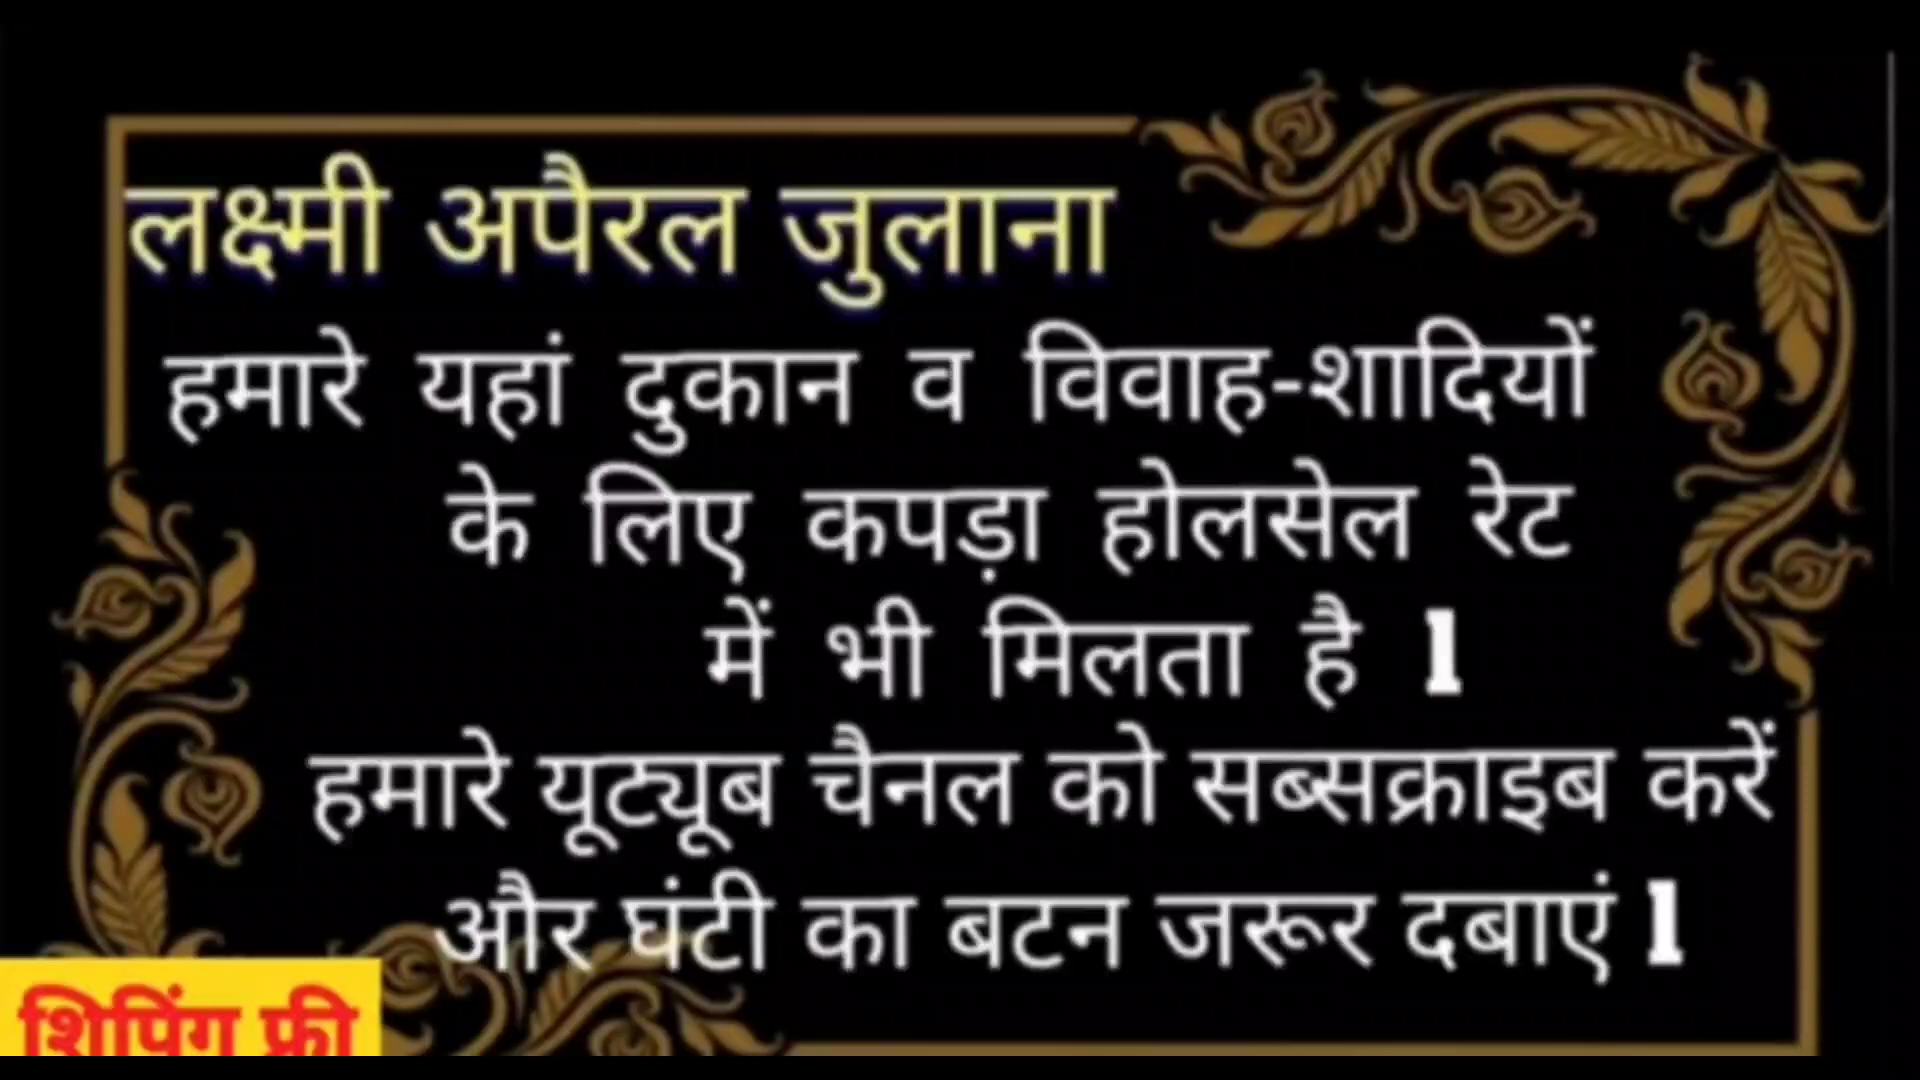 लक्ष्मी अपैरल जुलाना
हमारे यहां दुकान व विवाह-शादियों
के लिए कपड़ा होलसेल रेट
में भी मिलता है l
हमारे यूट्यूब चैनल को सब्सक्राइब करें
और घंटी का बटन जरूर दबाएं l
शिपिंग फ्री